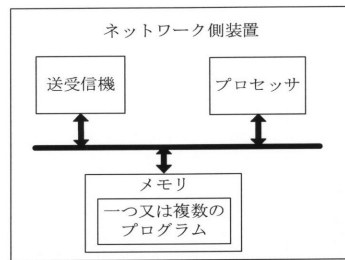 ネットワーク側装置
送受信機
プロセッサ
メモリ
一つ又は複数の
プログラム